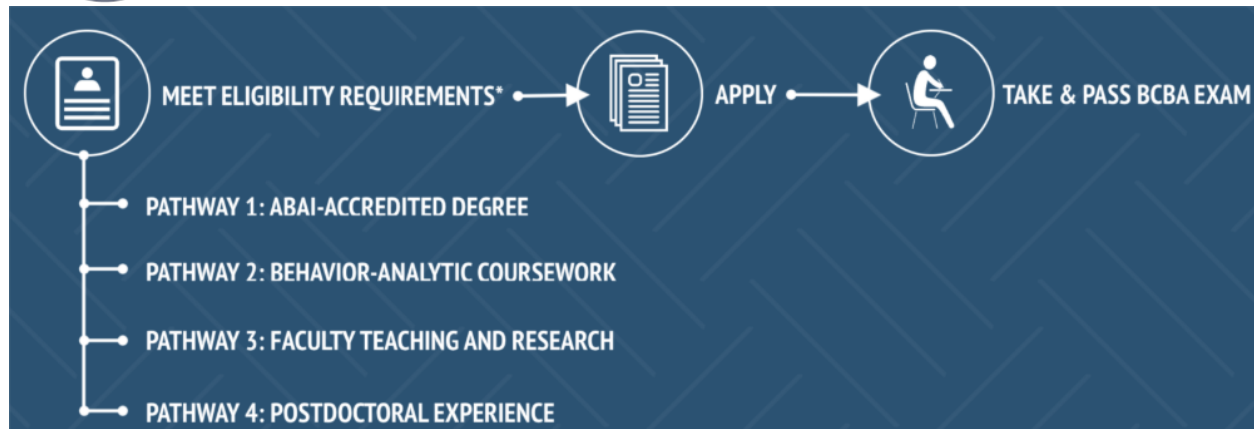 MEET ELIGIBILITY REQUIREMENTS*
APPLY
TAKE & PASS BCBA EXAM
PATHWAY 1: ABAI-ACCREDITED DEGREE
PATHWAY 2: BEHAVIOR-ANALYTIC COURSEWORK
PATHWAY 3: FACULTY TEACHING AND RESEARCH
PATHWAY 4: POSTDOCTORAL EXPERIENCE